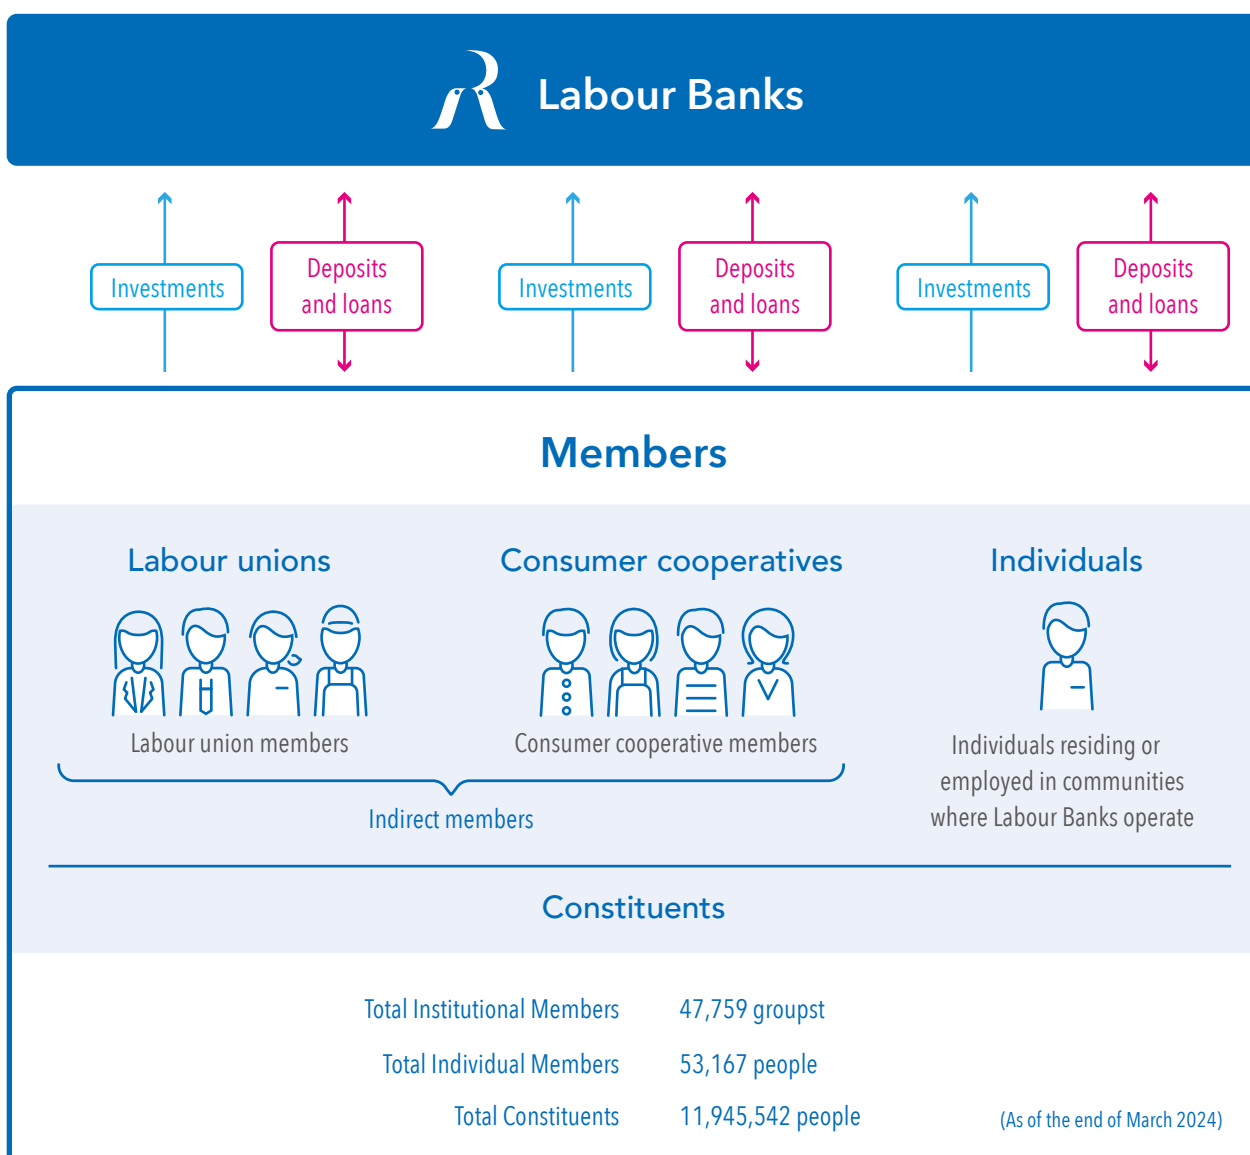 Labour Banks
Investments
Deposits
and loans
Investments
Deposits
and loans
Investments
Deposits
and loans
Members
Labour unions
Labour union members
Consumer cooperatives
Consumer cooperative members
Indirect members
Individuals
Individuals residing or
employed in communities
where Labour Banks operate
Constituents
Total Institutional Members 47,759 groupst
Total Individual Members 53,167 people
Total Constituents 11,945,542 people
(As of the end of March 2024)